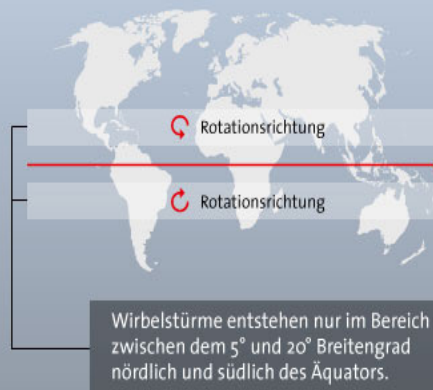 Rotationsrichtung
Rotationsrichtung
Wirbelstürme entstehen nur im Bereich
zwischen dem 5° und 20° Breitengrad
nördlich und südlich des Äquators.